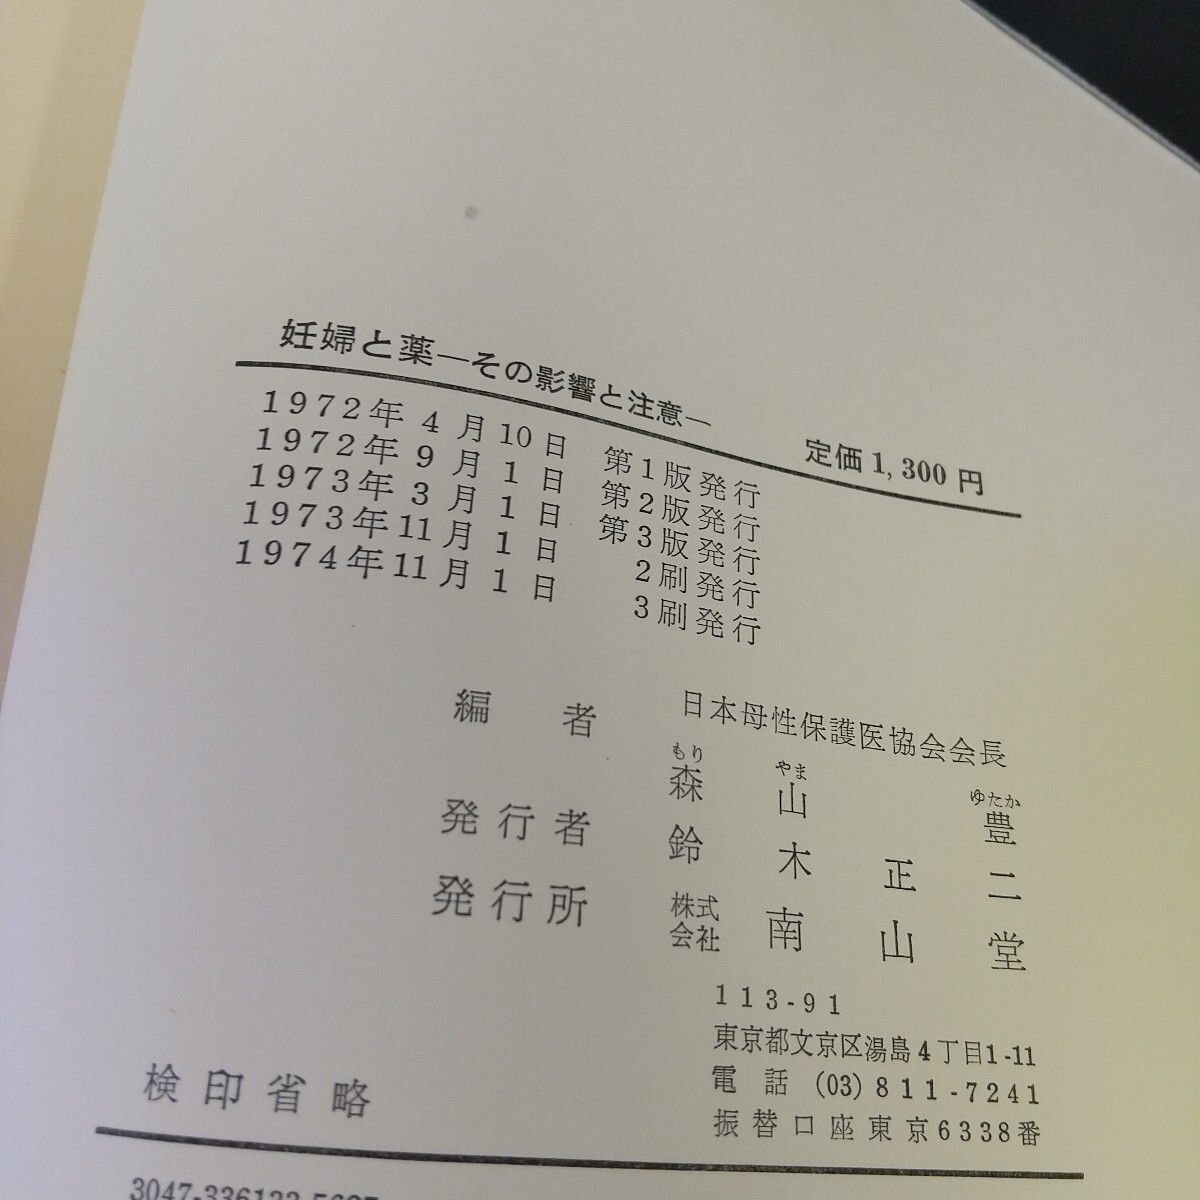 妊婦と薬―その影響と注意―
定価1,300円
1972年4月10日 第1版発行
1972年9月1日 第2版発行
1973年3月1日 第3版発行
1973年11月1日 2刷発行
1974年11月1日 3刷発行
編者 日本母性保護医協会会長
もり やま ゆたか
森山豊
発行者 鈴木正二
発行所 株式会社 南山堂
113-91
東京都文京区湯島4丁目1-11
電話 (03)811-7241
振替口座東京6338番
検印省略
3047-336133-5627